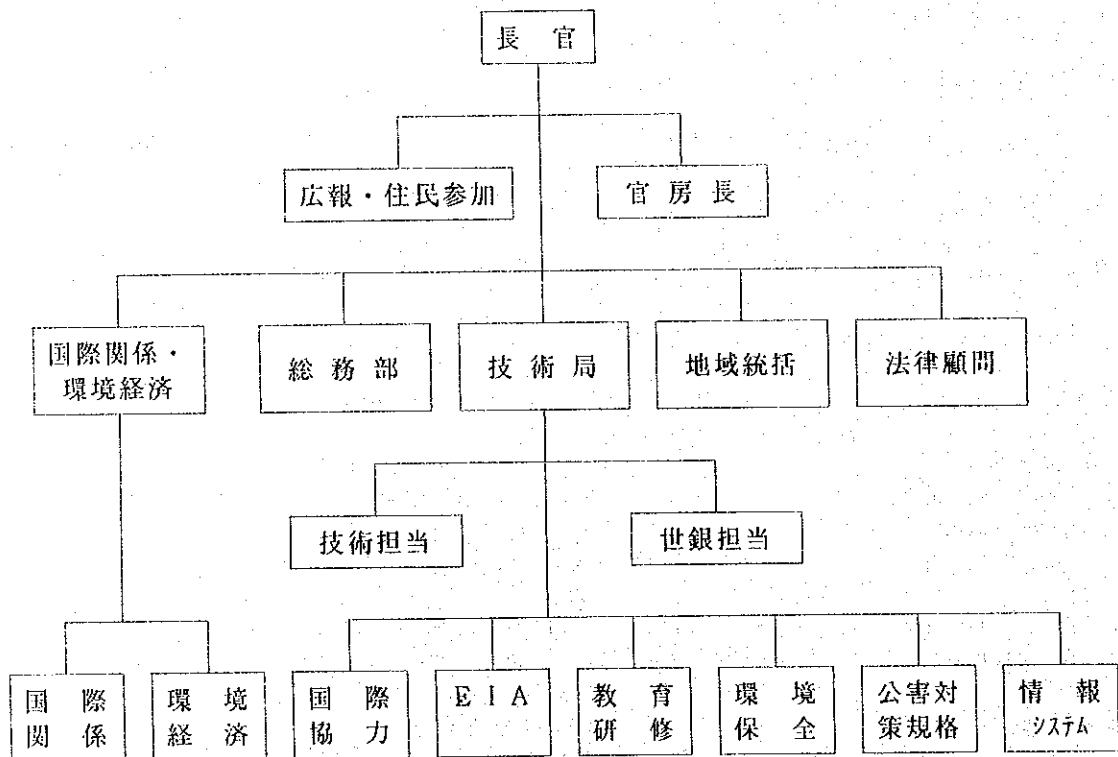 長官
広報・住民参加
官房長
国際関係・
環境経済
総務部
技術局
地域統括
法律顧問
技術担当
世銀担当
国際
関係
環境
経済
国際
協力
EIA
教育
研修
環境
保全
公害対
策規格
情報
システム